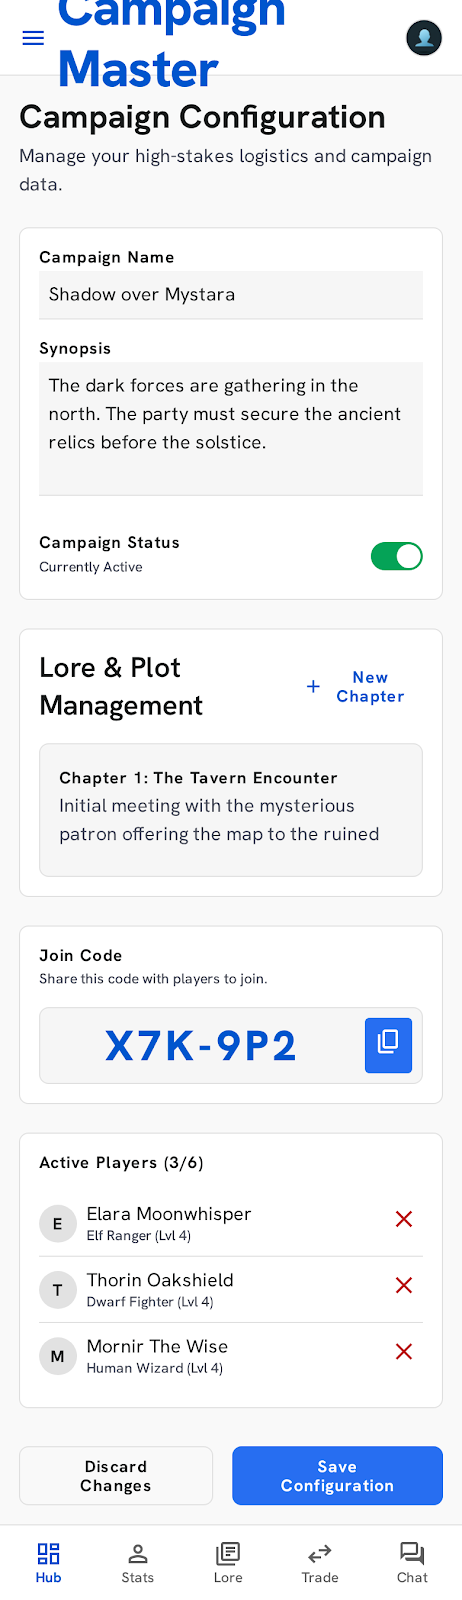 Campaign
Master
Campaign Configuration
Manage your high-stakes logistics and campaign
data.
Campaign Name
Shadow over Mystara
Synopsis
The dark forces are gathering in the
north. The party must secure the ancient
relics before the solstice.
Campaign Status
Currently Active
Lore & Plot
Management
+ New
Chapter
Chapter 1: The Tavern Encounter
Initial meeting with the mysterious
patron offering the map to the ruined
Join Code
Share this code with players to join.
X7K-9P2
Active Players (3/6)
E
Elara Moonwhisper
Elf Ranger (Lvl 4)
T
Thorin Oakshield
Dwarf Fighter (Lvl 4)
M
Mornir The Wise
Human Wizard (Lvl 4)
Discard
Changes
Save
Configuration
Hub
Stats
Lore
Trade
Chat